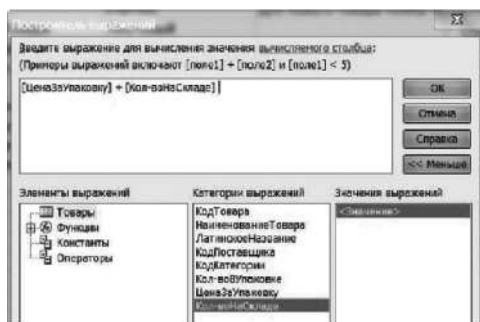 Построитель выражений
Введите выражение для вычисления значения вычисляемого столбца:
(Примеры выражений включают [поле1] + [поле2] и [поле1] < 5)
[ЦенаЗаУпаковку] + [Кол-воНаСкладе]
ОК
Отмена
Справка
<< Меньше
Элементы выражений
Товары
Функции
Константы
Операторы
Категории выражений
КодТовара
НаименованиеТовара
ЛатинскоеНазвание
КодПоставщика
КодКатегории
Кол-воВУпаковке
ЦенаЗаУпаковку
Кол-воНаСкладе
Значения выражений
<Значение>